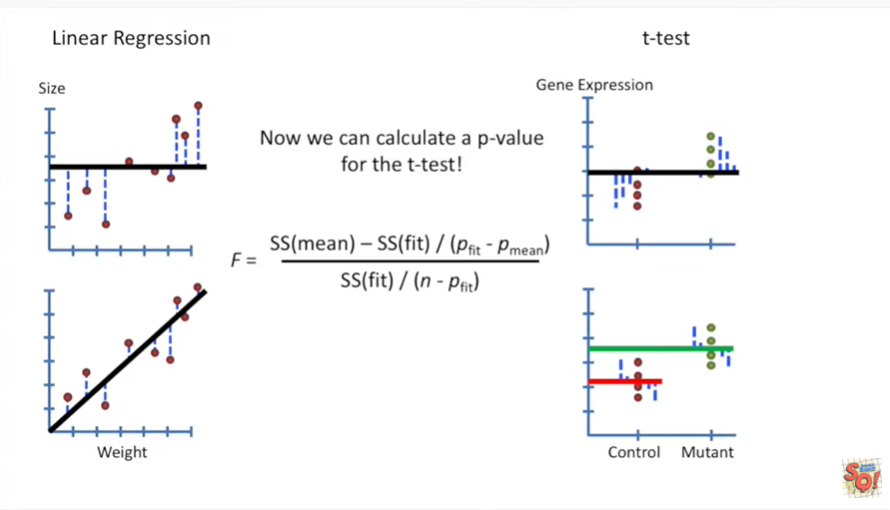 Linear Regression
t-test
Size
Gene Expression
Now we can calculate a p-value
for the t-test!
F = SS(mean) – SS(fit) / (pfit - pmean)
SS(fit) / (n - pfit)
Weight
Control Mutant